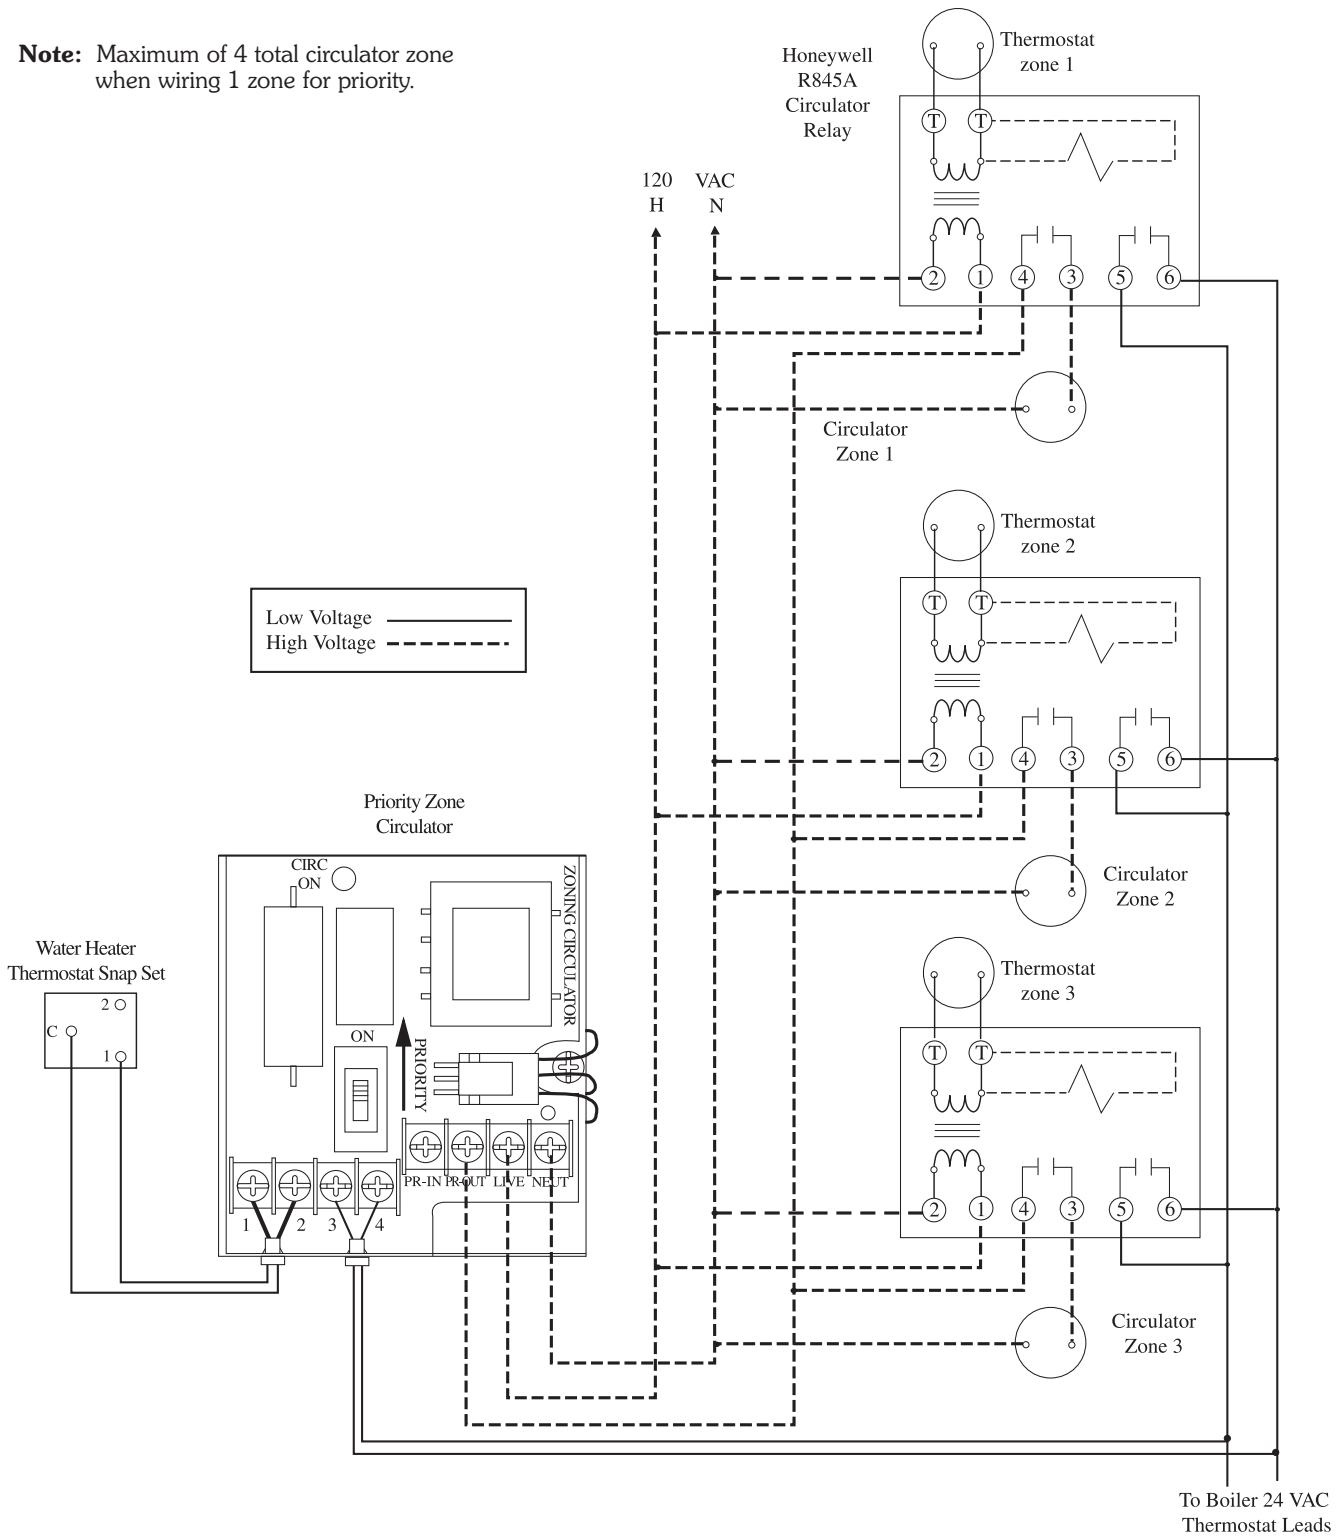 Note: Maximum of 4 total circulator zone
when wiring 1 zone for priority.
Honeywell
R845A
Circulator
Relay
Thermostat
zone 1
T T
120 VAC
H N
2 1 4 3 5 6
Circulator
Zone 1
Thermostat
zone 2
T T
Low Voltage
High Voltage
2 1 4 3 5 6
Priority Zone
Circulator
Circulator
Zone 2
CIRC
ON
ZONING CIRCULATOR
Water Heater
Thermostat Snap Set
2
C
1
ON
PRIORITY
Thermostat
zone 3
T T
PR-IN PR-OUT LIVE NEUT
1 2 3 4
2 1 4 3 5 6
Circulator
Zone 3
To Boiler 24 VAC
Thermostat Leads